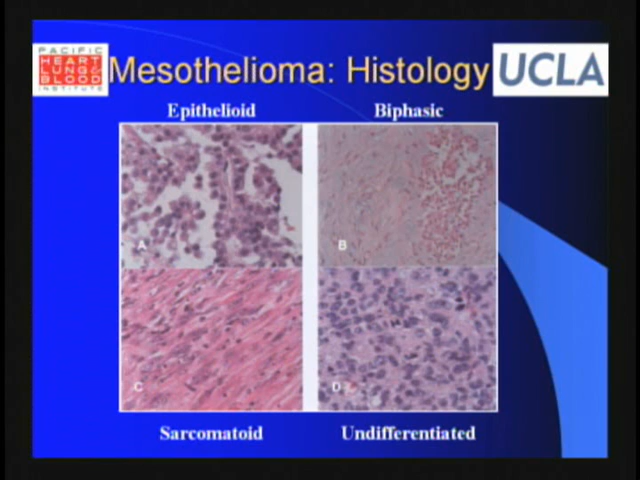 PACIFIC
HEART
LUNG &
BLOOD
INSTITUTE
Mesothelioma: Histology
UCLA
Epithelioid
Biphasic
A
B
C
D
Sarcomatoid
Undifferentiated